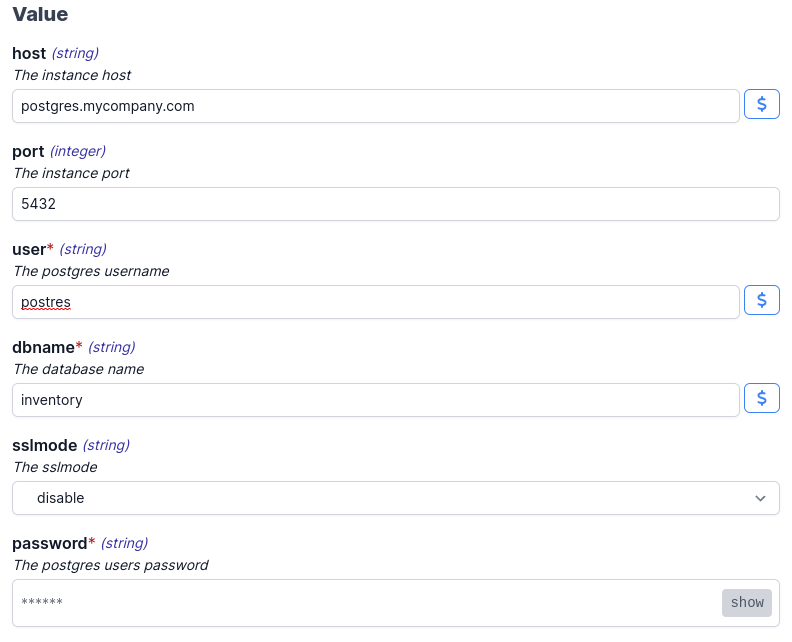 Value
host (string)
The instance host
postgres.mycompany.com $
port (integer)
The instance port
5432
user* (string)
The postgres username
postres $
dbname* (string)
The database name
inventory $
sslmode (string)
The sslmode
disable
password* (string)
The postgres users password
****** show